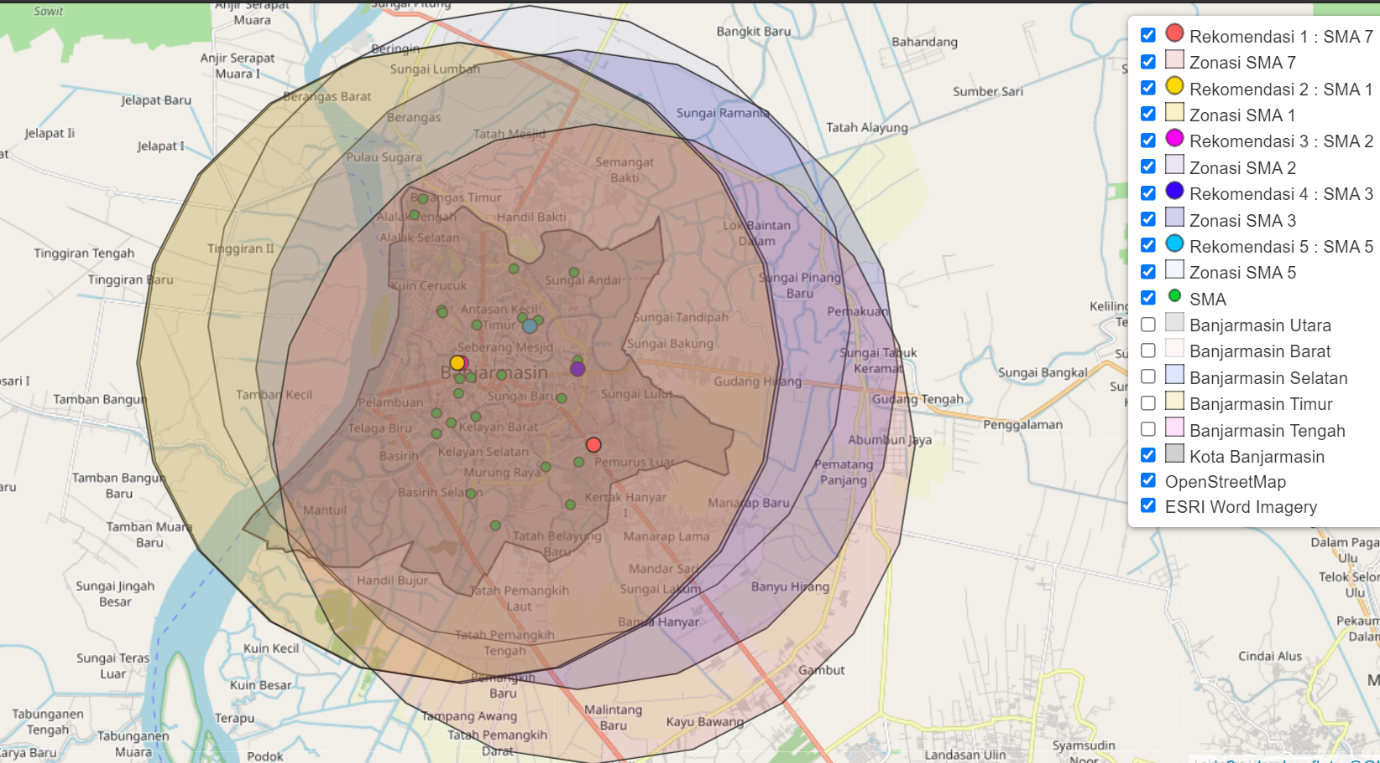 Sawit
Anjir Serapat
Muara
Sungai Pitung
Bangkit Baru
Bahandang
Beringin
Anjir Serapat
Muara I
Sungai Lumbah
Sumber Sari
Jelapat Baru
Berangas Barat
Berangas
Sungai Ramania
Tatah Alayung
Jelapat Ii
Jelapat I
Tatah Mesjid
Pulau Sugara
Semangat
Bakti
Berangas Timur
Alalak Tengah
Handil Bakti
Alalak Selatan
Lok Baintan
Dalam
Tinggiran Tengah
Tinggiran II
Tinggiran Baru
Kuin Cerucuk
Sungai Andai
Sungai Pinang
Baru
Antasan Kecil
Timur
Sungai Tandipah
Pemakuan
Seberang Mesjid
Sungai Bakung
Sungai Tabuk
Keramat
Banjarmasin
Gudang Hirang
Sungai Bangkal
Tamban Bangun
Tamban Kecil
Pelambuan
Sungai Baru
Sungai Lulut
Gudang Tengah
Penggalaman
Telaga Biru
Kelayan Barat
Abumbun Jaya
Basirih
Kelayan Selatan
Murung Raya
Pemurus Luar
Pematang
Panjang
Tamban Bangun
Baru
Basirih Selatan
Kertak Hanyar
I
Manarap Baru
Mantuil
Tamban Muara
Baru
Tatah Belayung
Baru
Manarap Lama
Handil Bujur
Mandar Sari
Sungai Jingah
Besar
Tatah Pemangkih
Laut
Sungai Lakum
Banyu Hirang
Banua Hanyar
Tatah Pemangkih
Tengah
Kuin Kecil
Sungai Teras
Luar
Gambut
Cindai Alus
Kuin Besar
Pemangkih
Baru
Malintang
Baru
Tabunganen
Tengah
Terapu
Tampang Awang
Kayu Bawang
Tabunganen
Muara
Tatah Pemangkih
Darat
Syamsudin
Noor
Podok
Landasan Ulin
Dalam Paga
Ulu
Telok Selo
Ulu
Rekomendasi 1 : SMA 7
Zonasi SMA 7
Rekomendasi 2 : SMA 1
Zonasi SMA 1
Rekomendasi 3 : SMA 2
Zonasi SMA 2
Rekomendasi 4 : SMA 3
Zonasi SMA 3
Rekomendasi 5 : SMA 5
Zonasi SMA 5
SMA
Banjarmasin Utara
Banjarmasin Barat
Banjarmasin Selatan
Banjarmasin Timur
Banjarmasin Tengah
Kota Banjarmasin
OpenStreetMap
ESRI Word Imagery